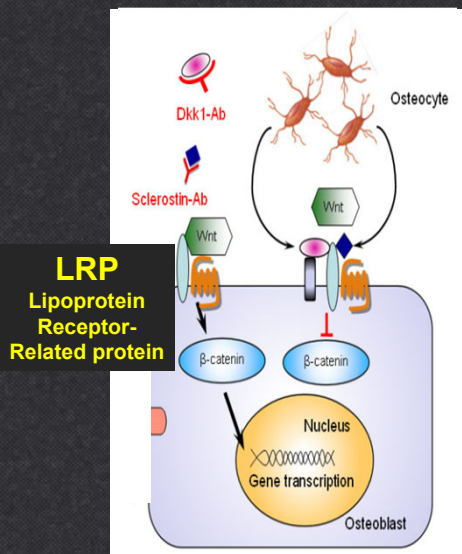 Dkk1-Ab
Osteocyte
Sclerostin-Ab
Wnt
Wnt
LRP
Lipoprotein
Receptor-
Related protein
β-catenin
β-catenin
Nucleus
Gene transcription
Osteoblast